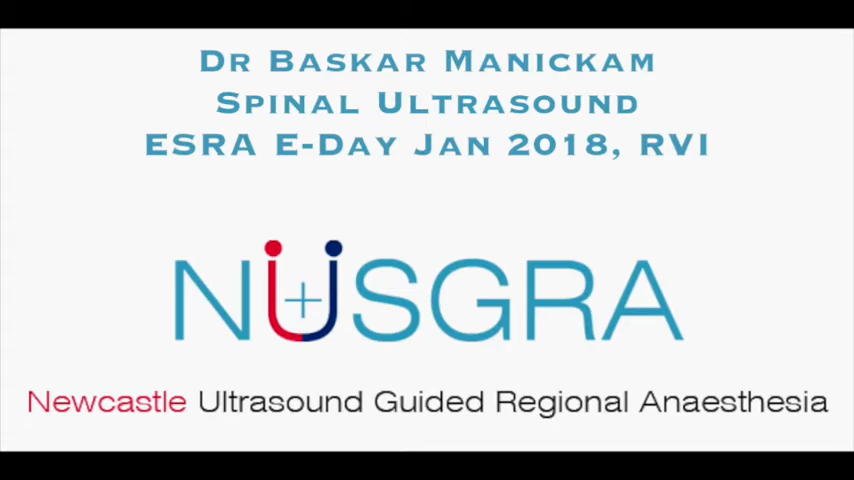 Dr Baskar Manickam
Spinal Ultrasound
ESRA E-Day Jan 2018, RVI
NUSGRA
Newcastle Ultrasound Guided Regional Anaesthesia